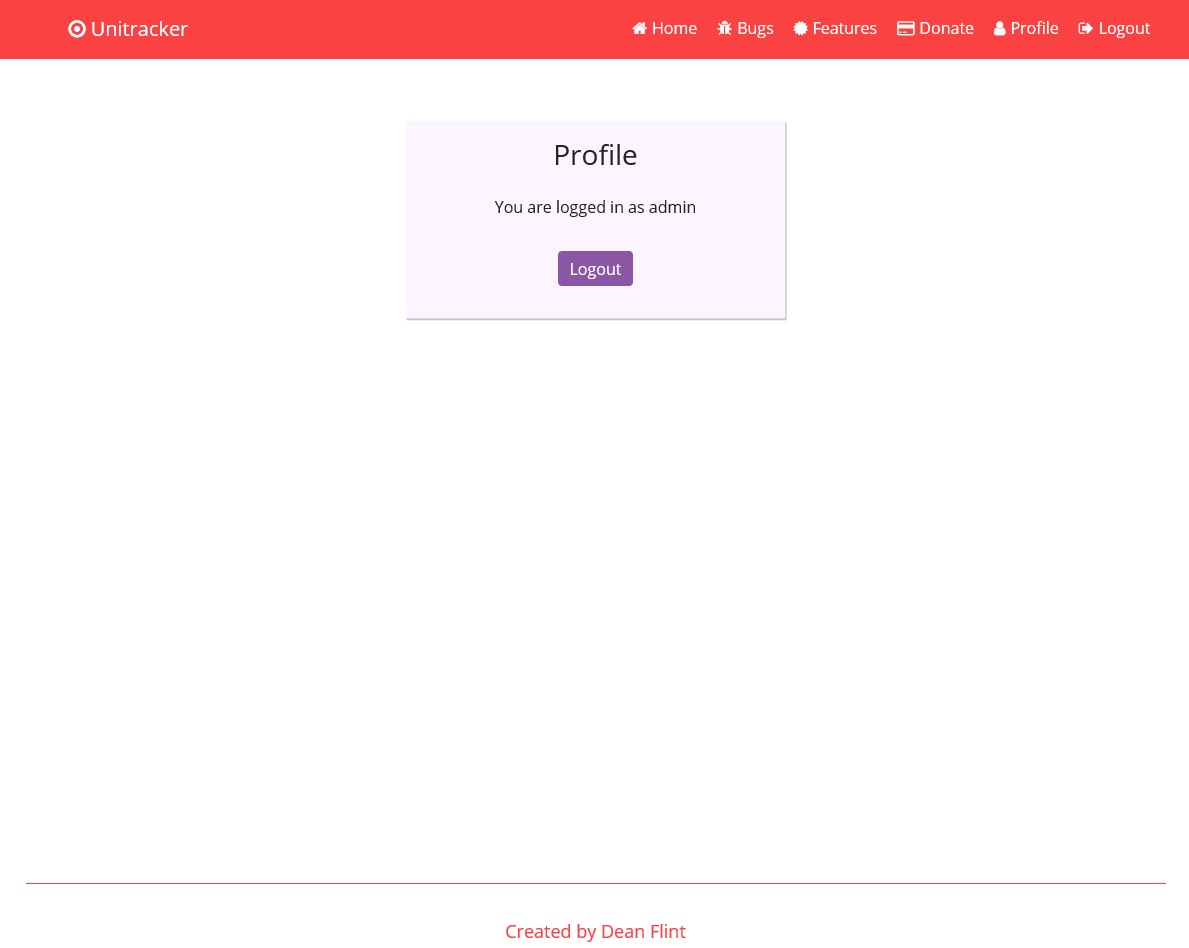 Unitracker Home Bugs Features Donate Profile Logout
Profile
You are logged in as admin
Logout
Created by Dean Flint